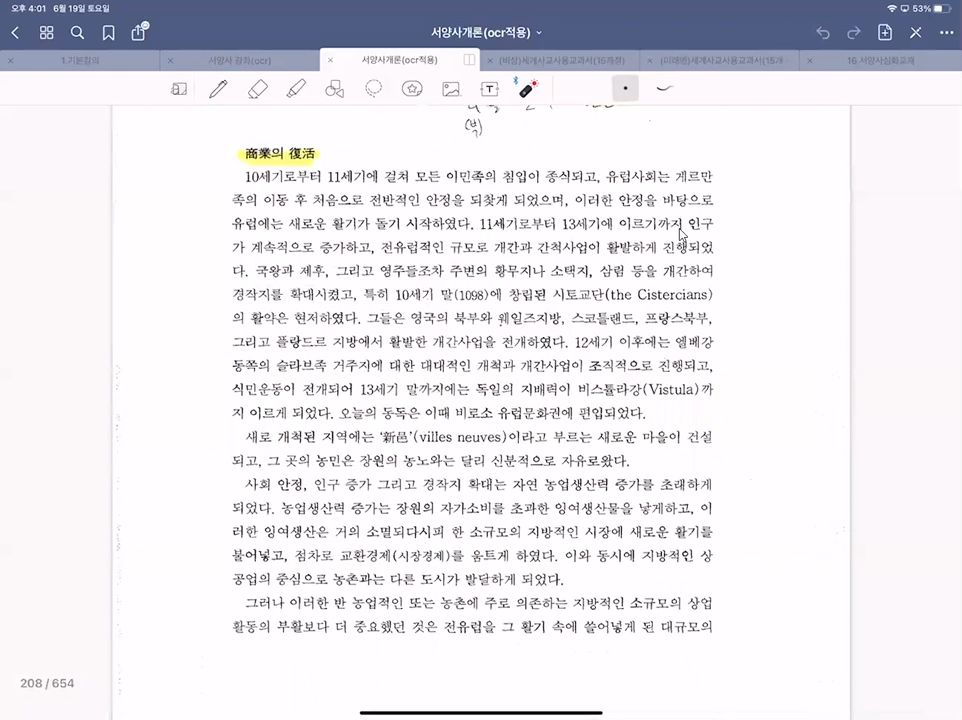 오후 4:01 6월 19일 토요일
53%
서양사개론(ocr적용)
1.기본강의
서양사 강좌(ocr)
서양사개론(ocr적용)
(비상)세계사교사용교과서(15개정)
(미래엔)세계사교사용교과서(15개
16 서양사심화교재
商業의 復活
10세기로부터 11세기에 걸쳐 모든 이민족의 침입이 종식되고, 유럽사회는 게르만
족의 이동 후 처음으로 전반적인 안정을 되찾게 되었으며, 이러한 안정을 바탕으로
유럽에는 새로운 활기가 돌기 시작하였다. 11세기로부터 13세기에 이르기까지 인구
가 계속적으로 증가하고, 전유럽적인 규모로 개간과 간척사업이 활발하게 진행되었
다. 국왕과 제후, 그리고 영주들조차 주변의 황무지나 소택지, 삼림 등을 개간하여
경작지를 확대시켰고, 특히 10세기 말(1098)에 창립된 시토교단(the Cistercians)
의 활약은 현저하였다. 그들은 영국의 북부와 웨일즈지방, 스코틀랜드, 프랑스북부,
그리고 플랑드르 지방에서 활발한 개간사업을 전개하였다. 12세기 이후에는 엘베강
동쪽의 슬라브족 거주지에 대한 대대적인 개척과 개간사업이 조직적으로 진행되고,
식민운동이 전개되어 13세기 말까지에는 독일의 지배력이 비스튤라강(Vistula)까
지 이르게 되었다. 오늘의 동독은 이때 비로소 유럽문화권에 편입되었다.
새로 개척된 지역에는 '新邑'(villes neuves)이라고 부르는 새로운 마을이 건설
되고, 그 곳의 농민은 장원의 농노와는 달리 신분적으로 자유로왔다.
사회 안정, 인구 증가 그리고 경작지 확대는 자연 농업생산력 증가를 초래하게
되었다. 농업생산력 증가는 장원의 자가소비를 초과한 잉여생산물을 낳게하고, 이
러한 잉여생산은 거의 소멸되다시피 한 소규모의 지방적인 시장에 새로운 활기를
불어넣고, 점차로 교환경제(시장경제)를 움트게 하였다. 이와 동시에 지방적인 상
공업의 중심으로 농촌과는 다른 도시가 발달하게 되었다.
그러나 이러한 반 농업적인 또는 농촌에 주로 의존하는 지방적인 소규모의 상업
활동의 부활보다 더 중요했던 것은 전유럽을 그 활기 속에 쓸어넣게 된 대규모의
208 / 654